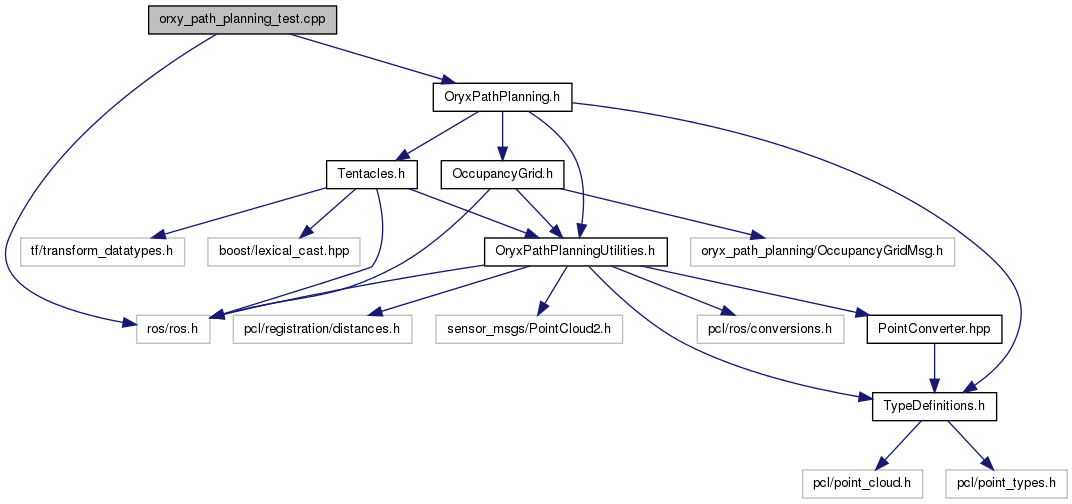 orxy_path_planning_test.cpp
OryxPathPlanning.h
Tentacles.h
OccupancyGrid.h
tf/transform_datatypes.h
boost/lexical_cast.hpp
OryxPathPlanningUtilities.h
oryx_path_planning/OccupancyGridMsg.h
ros/ros.h
pcl/registration/distances.h
sensor_msgs/PointCloud2.h
pcl/ros/conversions.h
PointConverter.hpp
TypeDefinitions.h
pcl/point_cloud.h
pcl/point_types.h